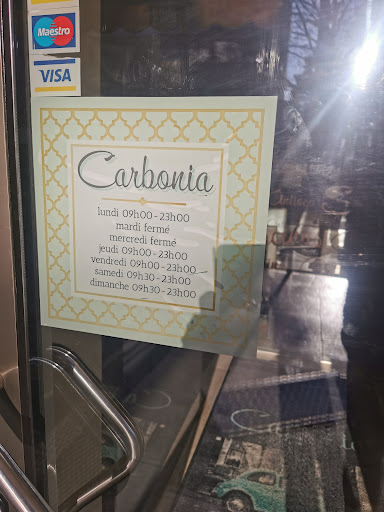 Maestro
VISA
Carbonia
lundi 09h00 - 23h00
mardi fermé
mercredi fermé
jeudi 09h00 - 23h00
vendredi 09h00 - 23h00
samedi 09h30 - 23h00
dimanche 09h30 - 23h00